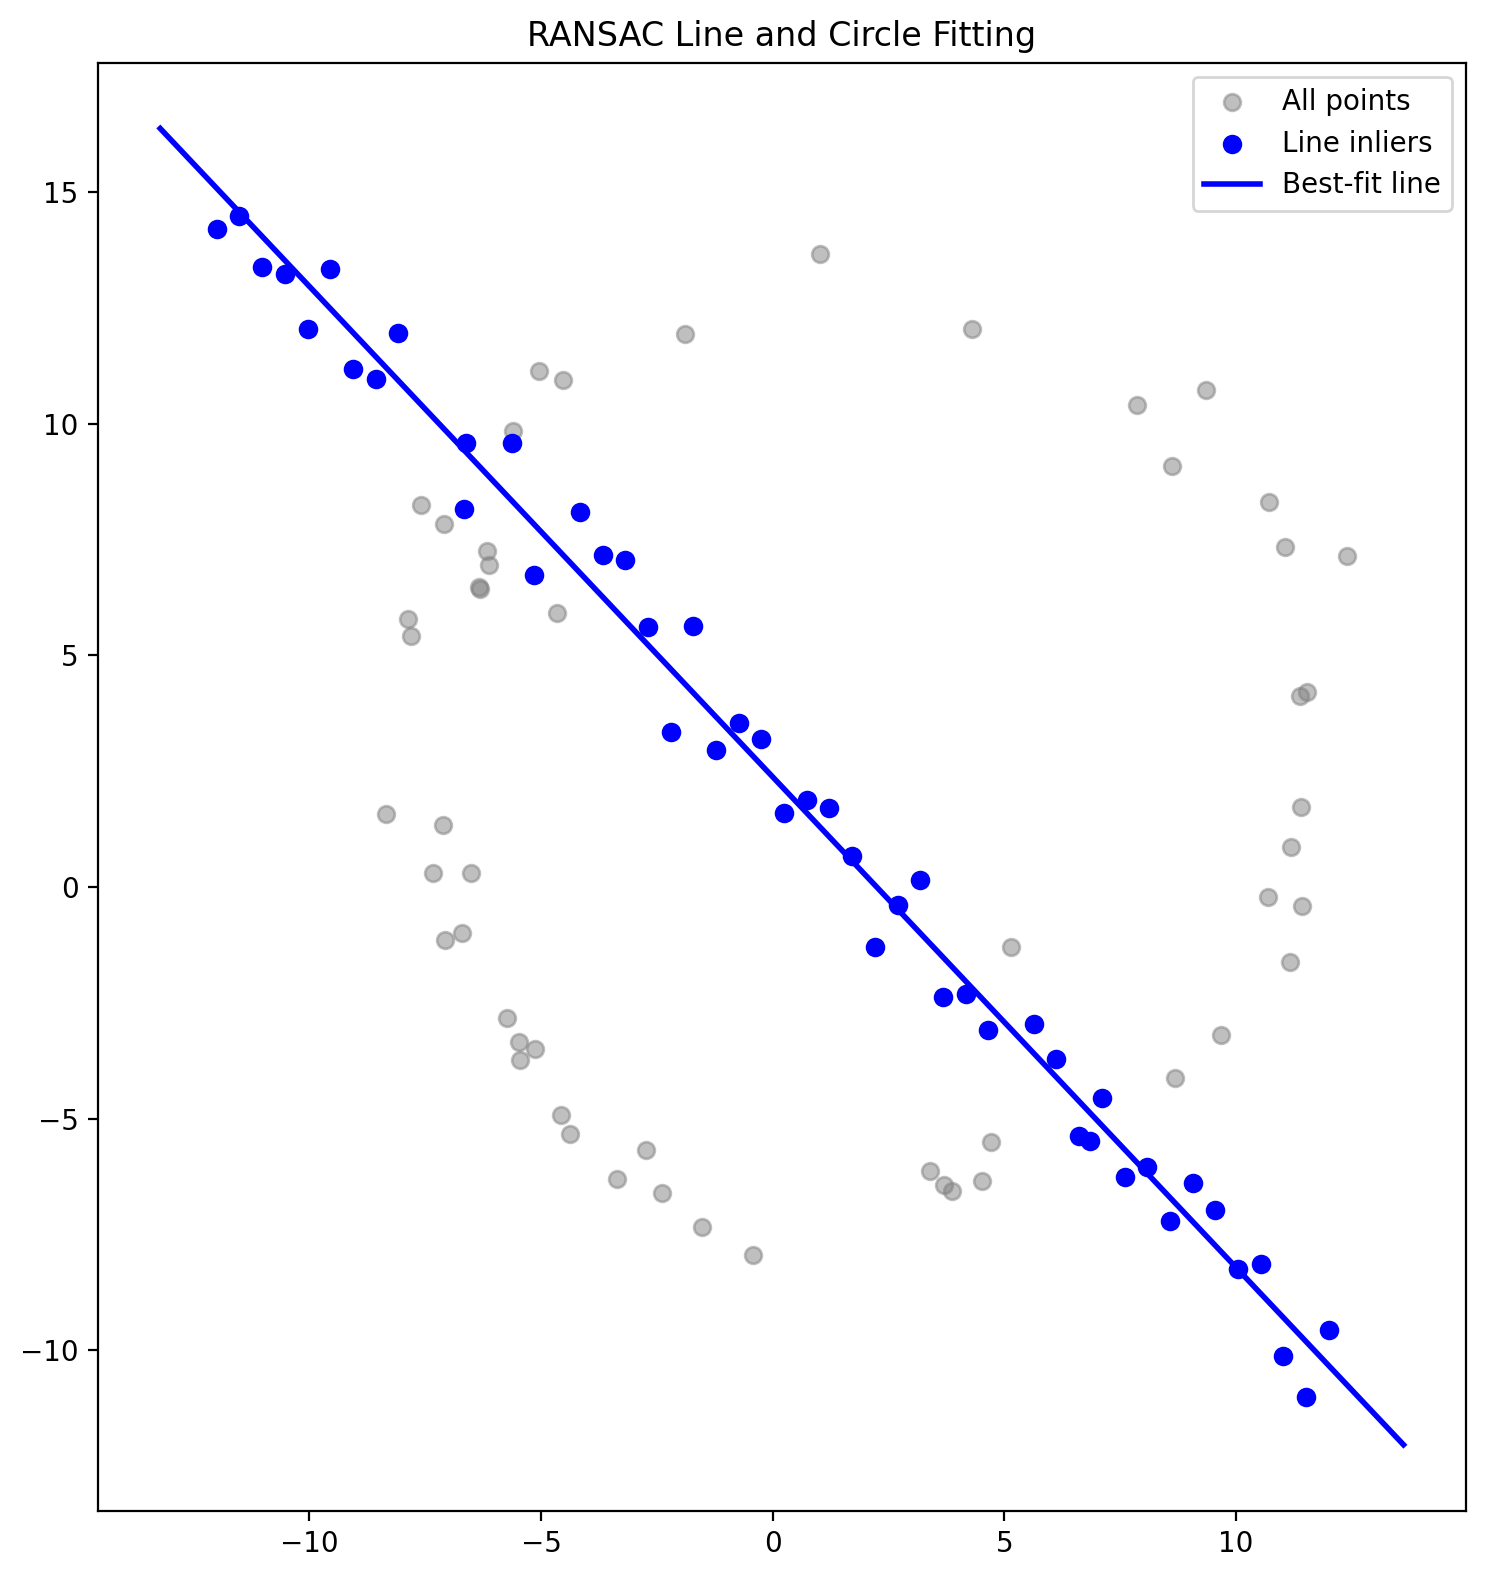 RANSAC Line and Circle Fitting
All points
Line inliers
Best-fit line
15
10
5
0
−5
−10
−10 −5 0 5 10